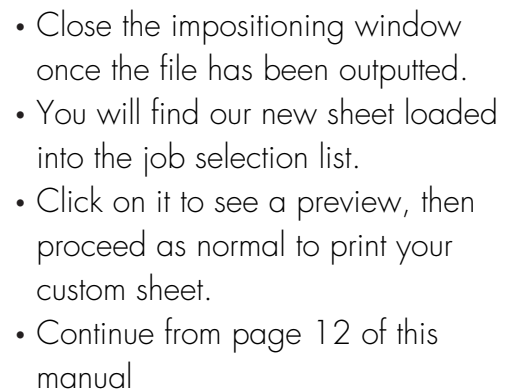 • Close the impositioning window
once the file has been outputted.
• You will find our new sheet loaded
into the job selection list.
• Click on it to see a preview, then
proceed as normal to print your
custom sheet.
• Continue from page 12 of this
manual